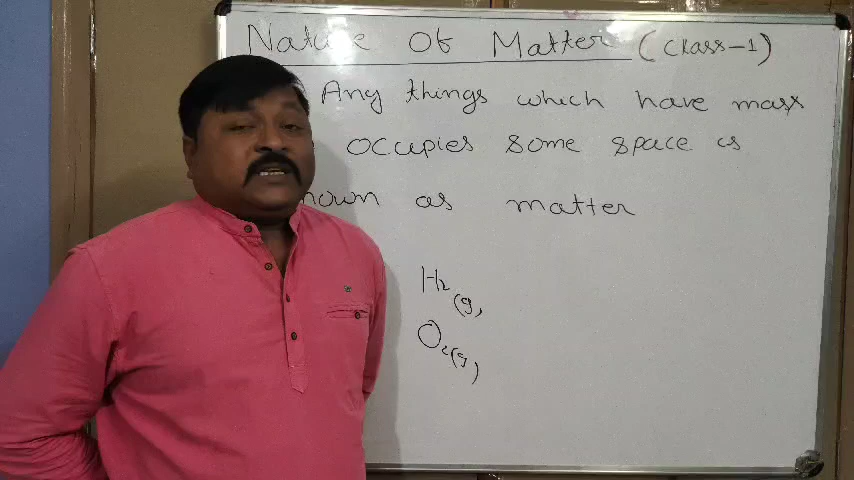 Nature Of Matter (Class-1)
Any things which have mass
occupies some space is
nown as matter
H2(g,
O2(g)